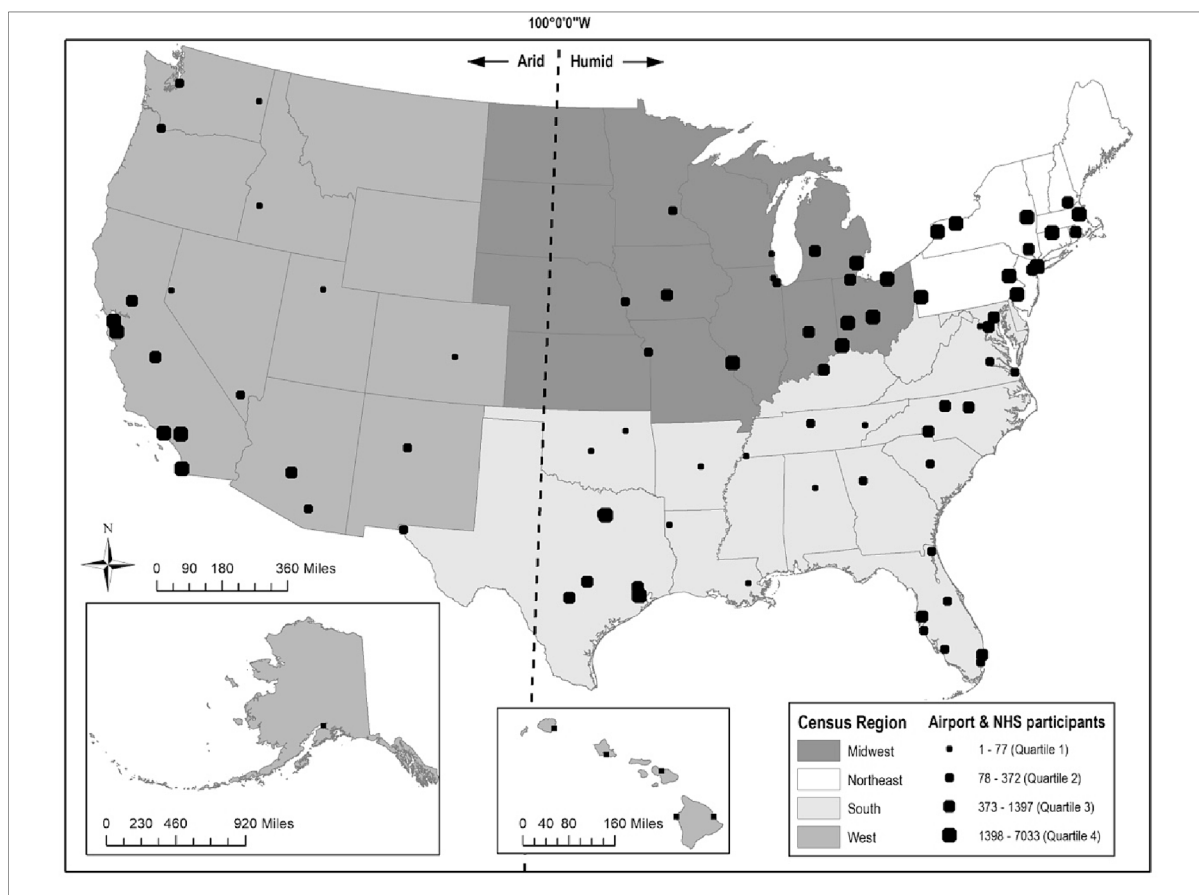 100°0'0"W
Arid Humid
N
0 90 180 360 Miles
0 230 460 920 Miles
0 40 80 160 Miles
Census Region
Midwest
Northeast
South
West
Airport & NHS participants
1 - 77 (Quartile 1)
78 - 372 (Quartile 2)
373 - 1397 (Quartile 3)
1398 - 7033 (Quartile 4)